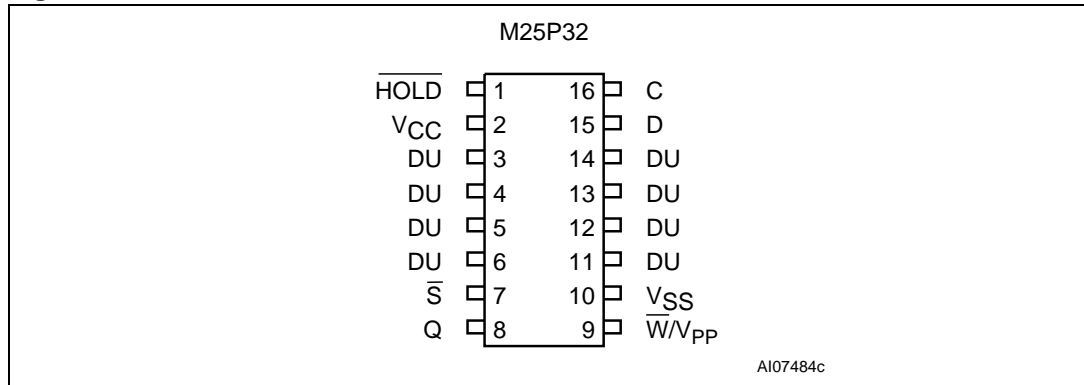 M25P32
HOLD 1 16 C
VCC 2 15 D
DU 3 14 DU
DU 4 13 DU
DU 5 12 DU
DU 6 11 DU
S 7 10 VSS
Q 8 9 W/VPP
AI07484c